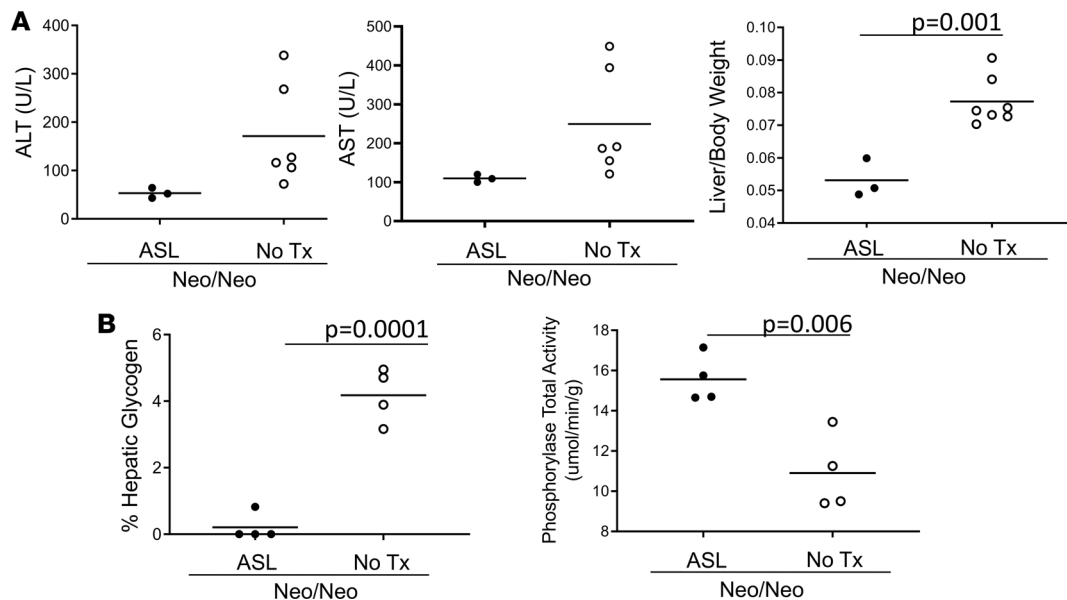 A
ALT (U/L)
400
300
200
100
0
ASL
No Tx
Neo/Neo
AST (U/L)
500
400
300
200
100
0
ASL
No Tx
Neo/Neo
p=0.001
Liver/Body Weight
0.10
0.09
0.08
0.07
0.06
0.05
0.04
ASL
No Tx
Neo/Neo
B
p=0.0001
% Hepatic Glycogen
6
4
2
0
ASL
No Tx
Neo/Neo
p=0.006
Phosphorylase Total Activity
(umol/min/g)
18
16
14
12
10
8
ASL
No Tx
Neo/Neo